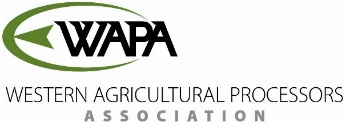 WAPA
WESTERN AGRICULTURAL PROCESSORS
ASSOCIATION